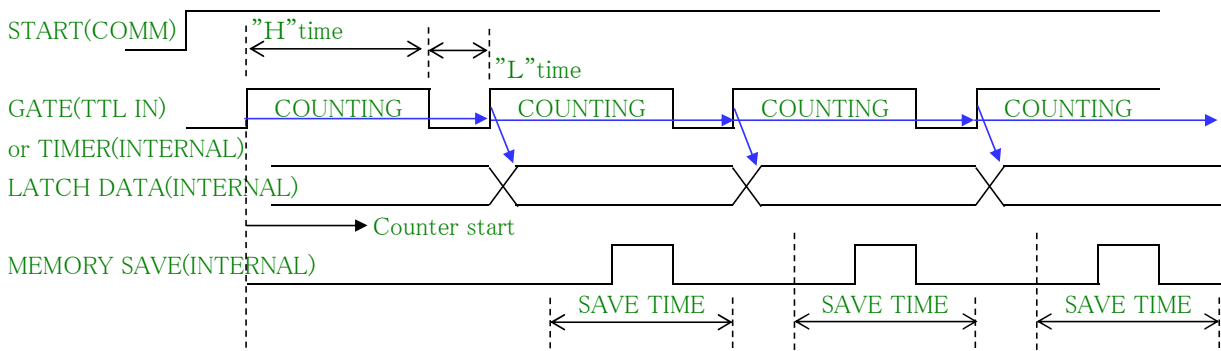 START(COMM)
"H"time
"L"time
GATE(TTL IN)
COUNTING
COUNTING
COUNTING
COUNTING
or TIMER(INTERNAL)
LATCH DATA(INTERNAL)
Counter start
MEMORY SAVE(INTERNAL)
SAVE TIME
SAVE TIME
SAVE TIME